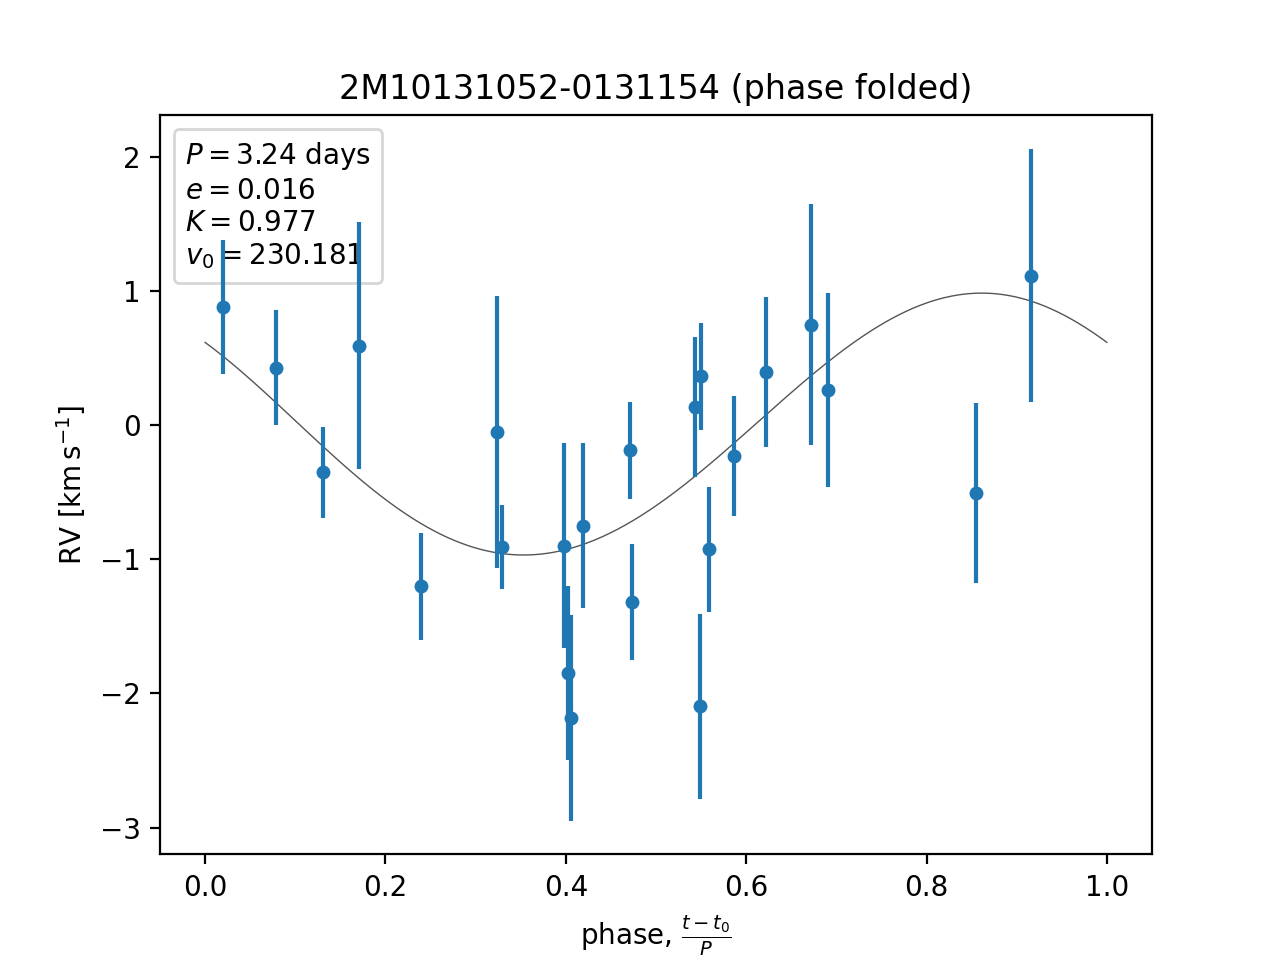 2M10131052-0131154 (phase folded)
P = 3.24 days
e = 0.016
K = 0.977
v₀ = 230.181
2
1
0
−1
−2
−3
RV [km s⁻¹]
0.0 0.2 0.4 0.6 0.8 1.0
phase, (t − t₀)/P